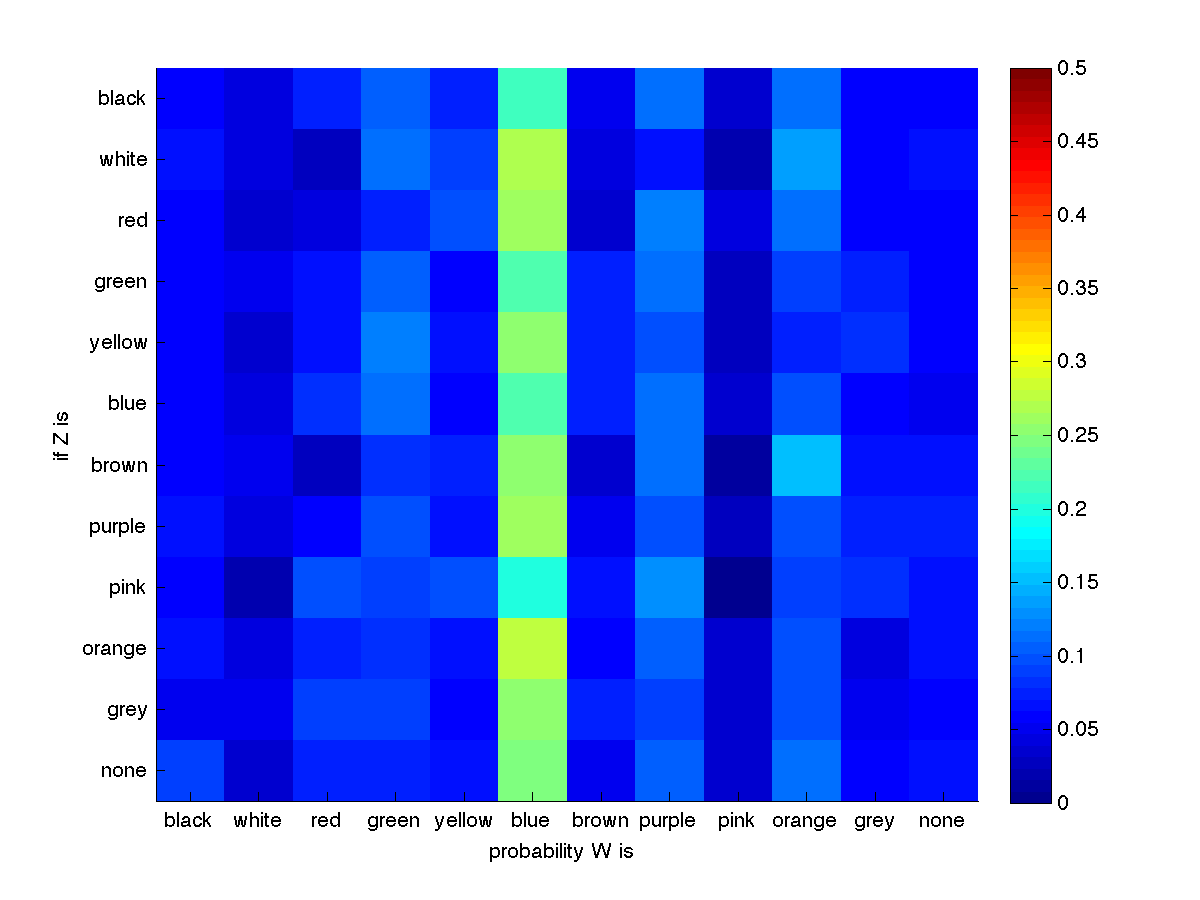 black
white
red
green
yellow
blue
brown
purple
pink
orange
grey
none
if Z is
black white red green yellow blue brown purple pink orange grey none
probability W is
0.5
0.45
0.4
0.35
0.3
0.25
0.2
0.15
0.1
0.05
0